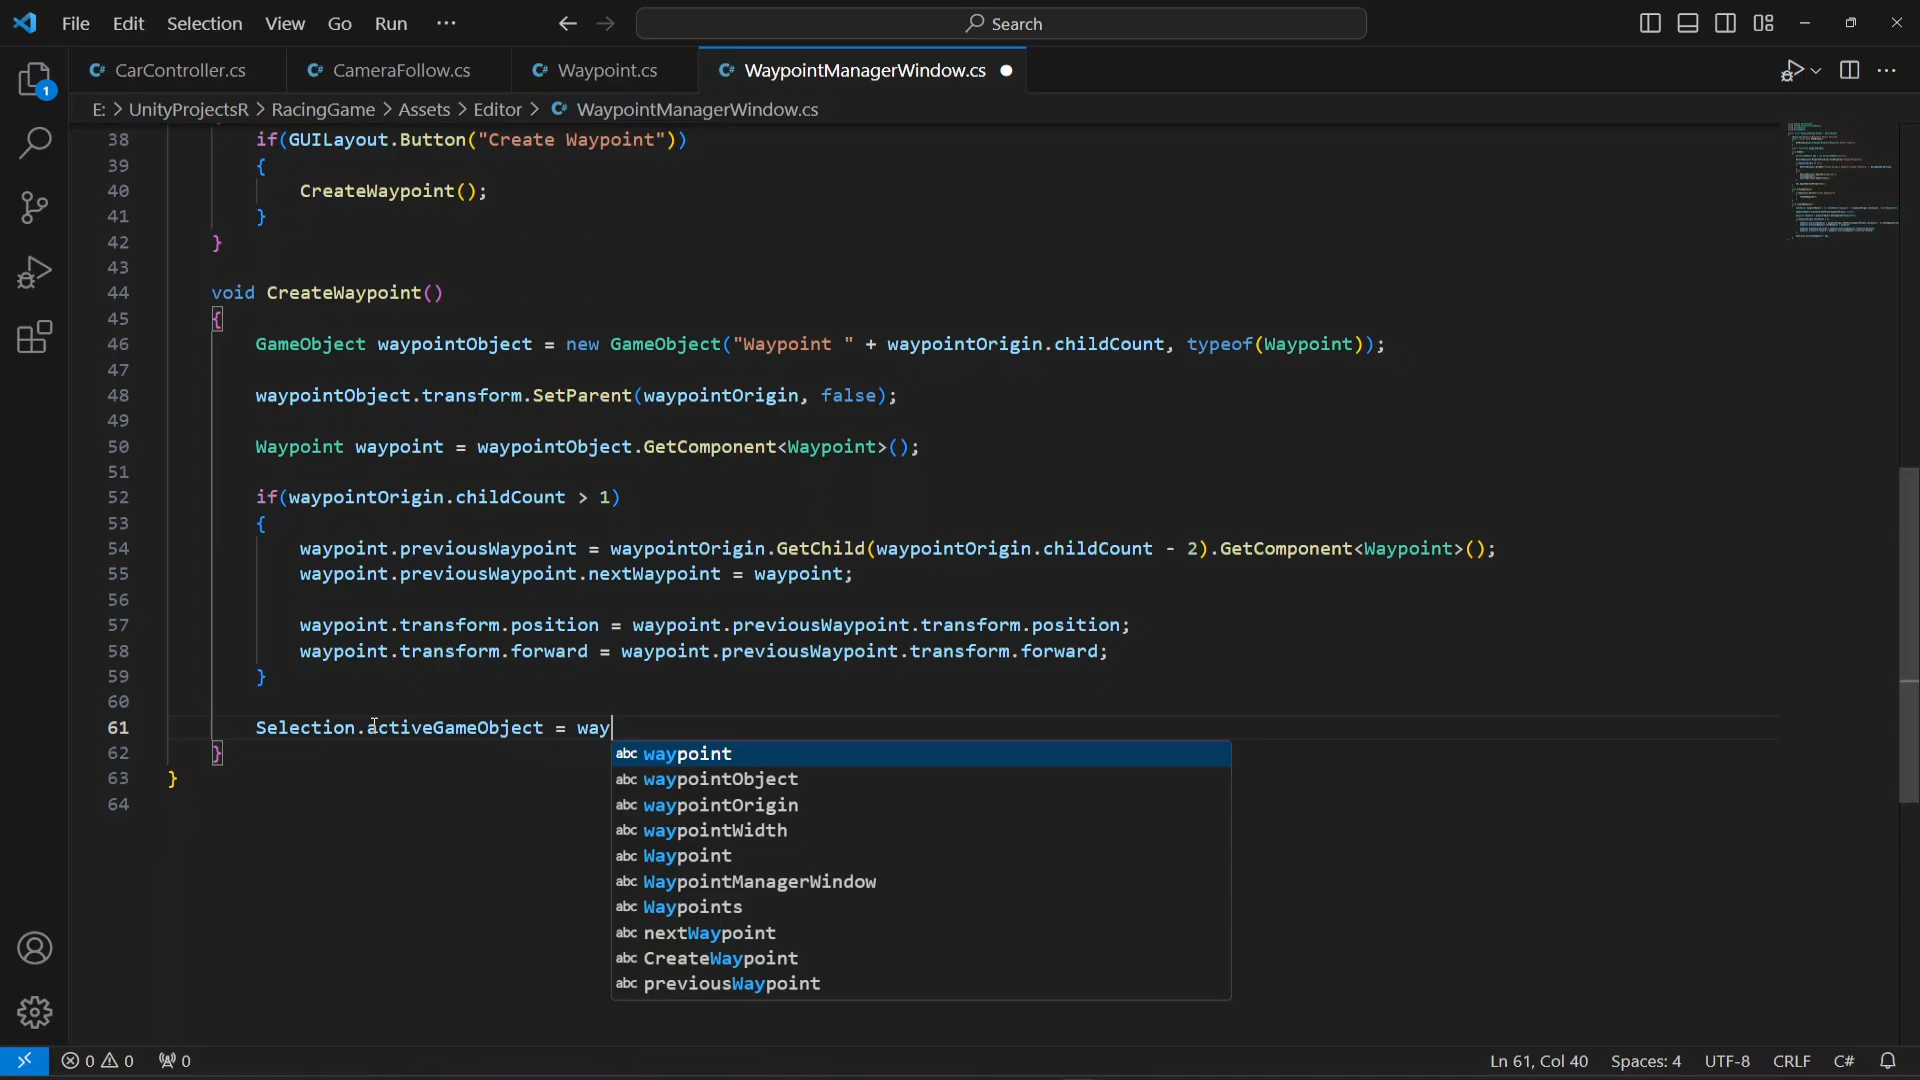 File Edit Selection View Go Run ··· Search
CarController.cs CameraFollow.cs Waypoint.cs WaypointManagerWindow.cs
E: > UnityProjectsR > RacingGame > Assets > Editor > WaypointManagerWindow.cs
1
38 if(GUILayout.Button("Create Waypoint"))
39 {
40 CreateWaypoint();
41 }
42 }
43
44 void CreateWaypoint()
45 {
46 GameObject waypointObject = new GameObject("Waypoint " + waypointOrigin.childCount, typeof(Waypoint));
47
48 waypointObject.transform.SetParent(waypointOrigin, false);
49
50 Waypoint waypoint = waypointObject.GetComponent<Waypoint>();
51
52 if(waypointOrigin.childCount > 1)
53 {
54 waypoint.previousWaypoint = waypointOrigin.GetChild(waypointOrigin.childCount - 2).GetComponent<Waypoint>();
55 waypoint.previousWaypoint.nextWaypoint = waypoint;
56
57 waypoint.transform.position = waypoint.previousWaypoint.transform.position;
58 waypoint.transform.forward = waypoint.previousWaypoint.transform.forward;
59 }
60
61 Selection.activeGameObject = way
62 }
63 }
64
abc waypoint
abc waypointObject
abc waypointOrigin
abc waypointWidth
abc Waypoint
abc WaypointManagerWindow
abc Waypoints
abc nextWaypoint
abc CreateWaypoint
abc previousWaypoint
0 0 0 Ln 61, Col 40 Spaces: 4 UTF-8 CRLF C#